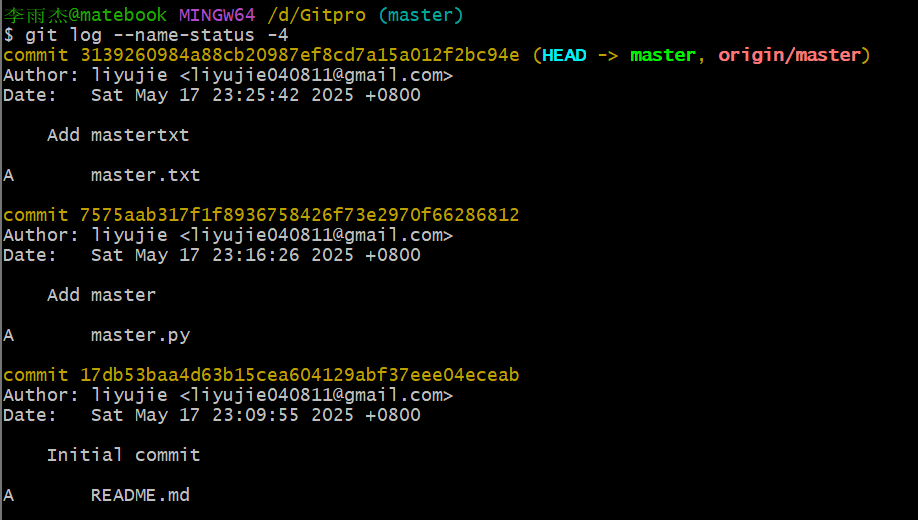 李雨杰@matebook MINGW64 /d/Gitpro (master)
$ git log --name-status -4
commit 3139260984a88cb20987ef8cd7a15a012f2bc94e (HEAD -> master, origin/master)
Author: liyujie <liyujie040811@gmail.com>
Date:   Sat May 17 23:25:42 2025 +0800
    Add mastertxt
A       master.txt
commit 7575aab317f1f8936758426f73e2970f66286812
Author: liyujie <liyujie040811@gmail.com>
Date:   Sat May 17 23:16:26 2025 +0800
    Add master
A       master.py
commit 17db53baa4d63b15cea604129abf37eee04eceab
Author: liyujie <liyujie040811@gmail.com>
Date:   Sat May 17 23:09:55 2025 +0800
    Initial commit
A       README.md